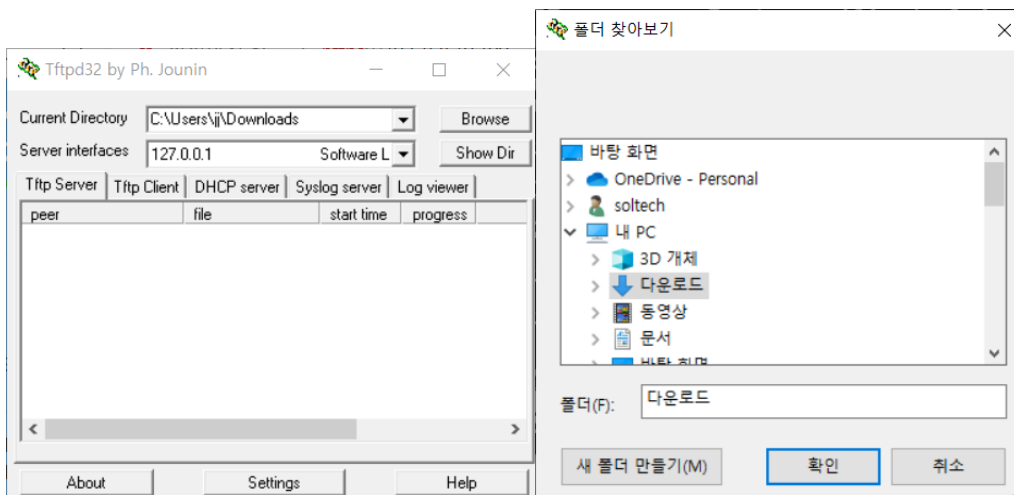 Tftpd32 by Ph. Jounin
Current Directory C:\Users\jj\Downloads Browse
Server interfaces 127.0.0.1 Software L Show Dir
Tftp Server Tftp Client DHCP server Syslog server Log viewer
peer file start time progress
About Settings Help
폴더 찾아보기
바탕 화면
OneDrive - Personal
soltech
내 PC
3D 개체
다운로드
동영상
문서
바탕 화면
폴더(F): 다운로드
새 폴더 만들기(M) 확인 취소